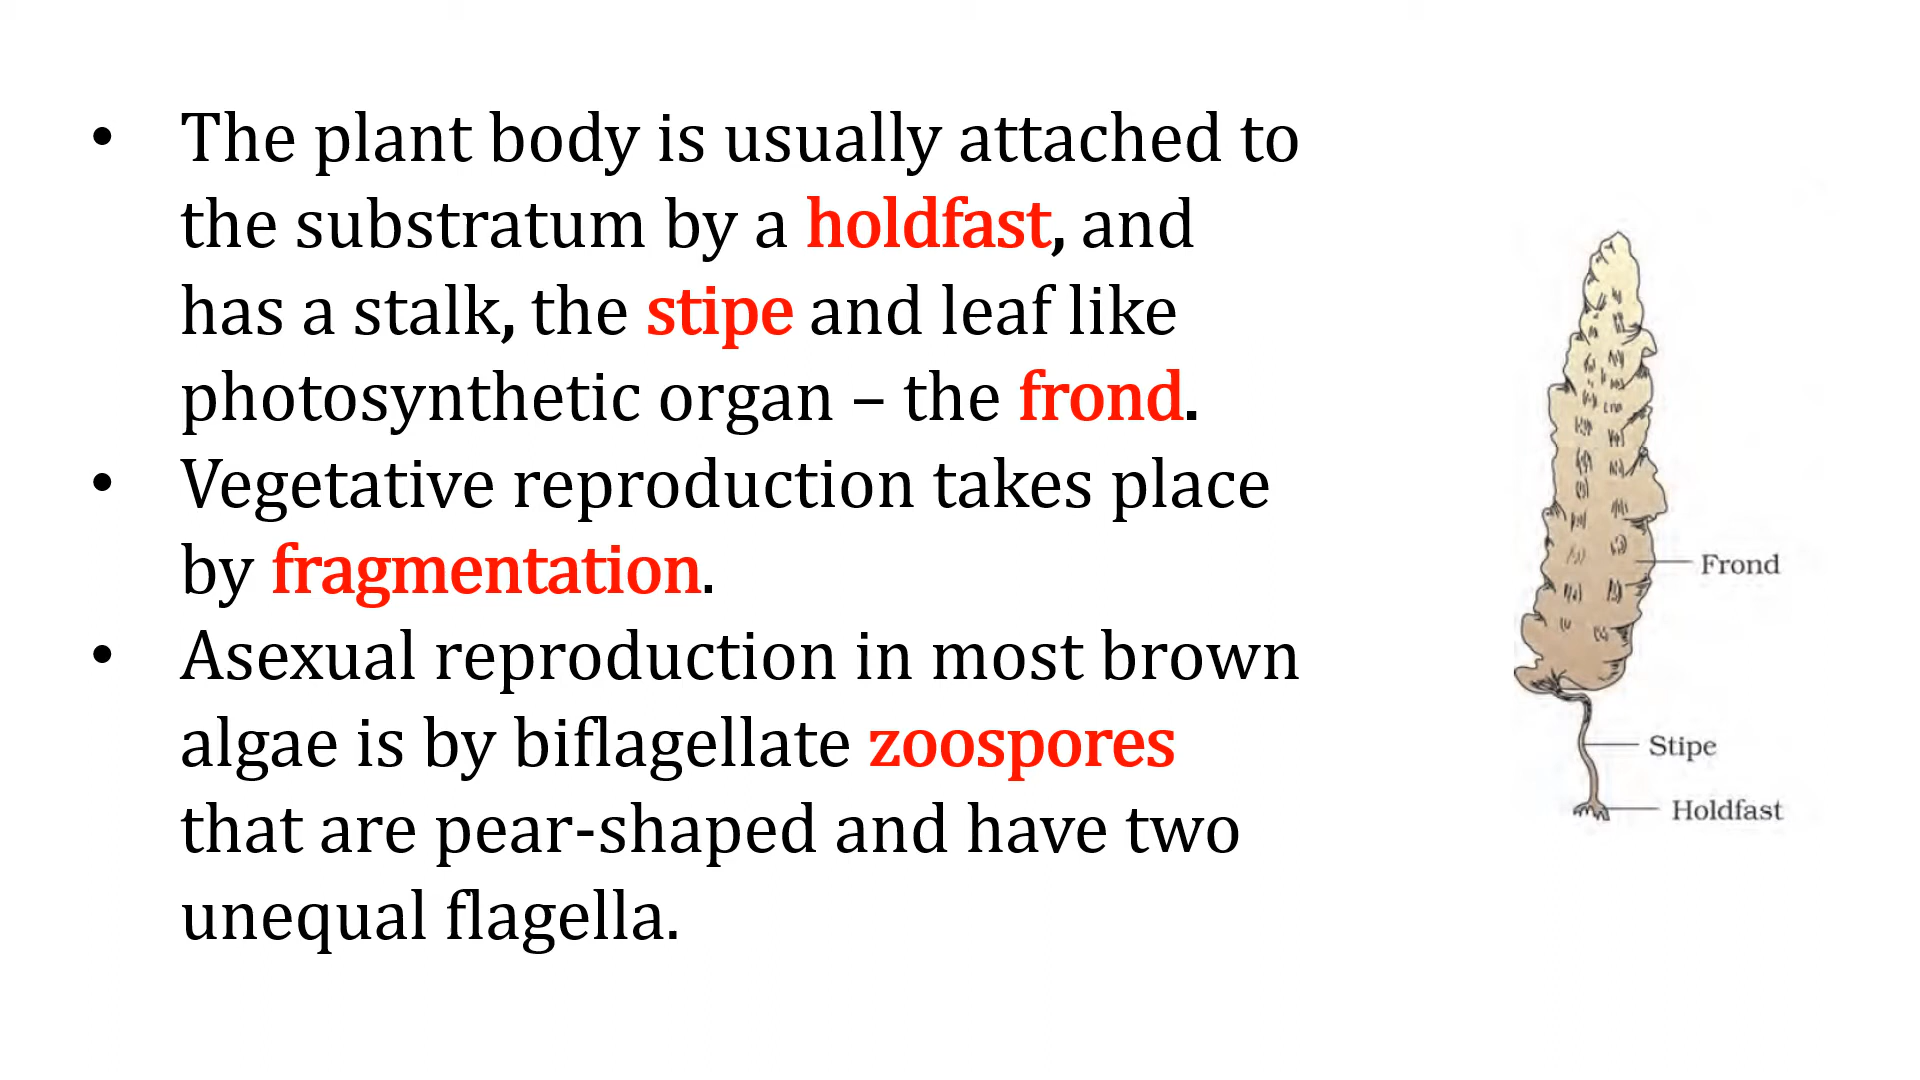 • The plant body is usually attached to
the substratum by a holdfast, and
has a stalk, the stipe and leaf like
photosynthetic organ – the frond.
• Vegetative reproduction takes place
by fragmentation.
• Asexual reproduction in most brown
algae is by biflagellate zoospores
that are pear-shaped and have two
unequal flagella.
Frond
Stipe
Holdfast